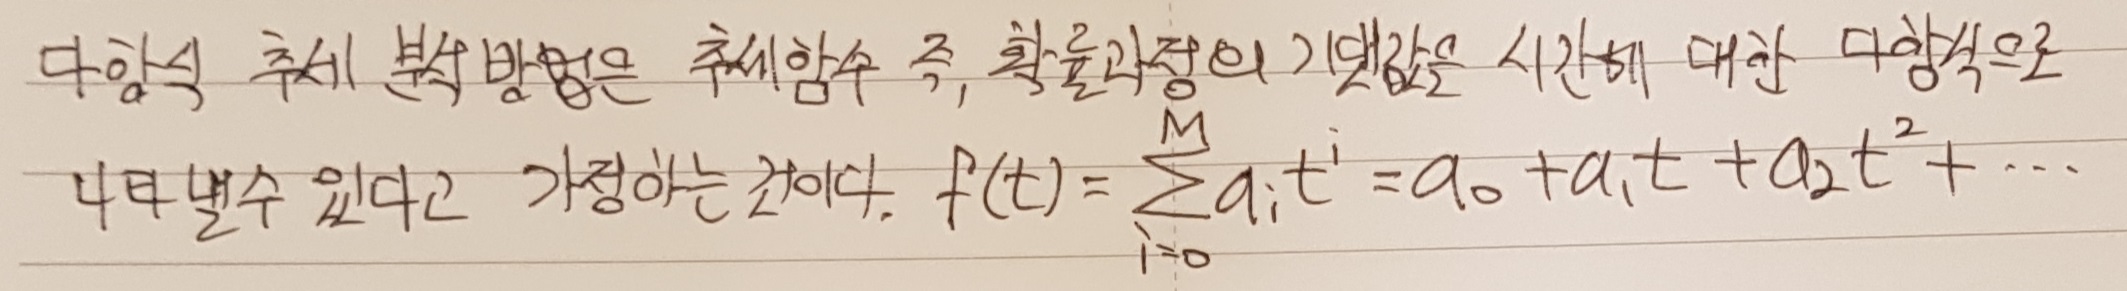 다항식 추세 분석 방법은 추세함수 즉, 확률과정의 기댓값은 시간에 대한 다항식으로
나타낼수 있다고 가정하는 것이다. f(t) = \sum_{i=0}^{M} a_i t^i = a_0 + a_1 t + a_2 t^2 + ...